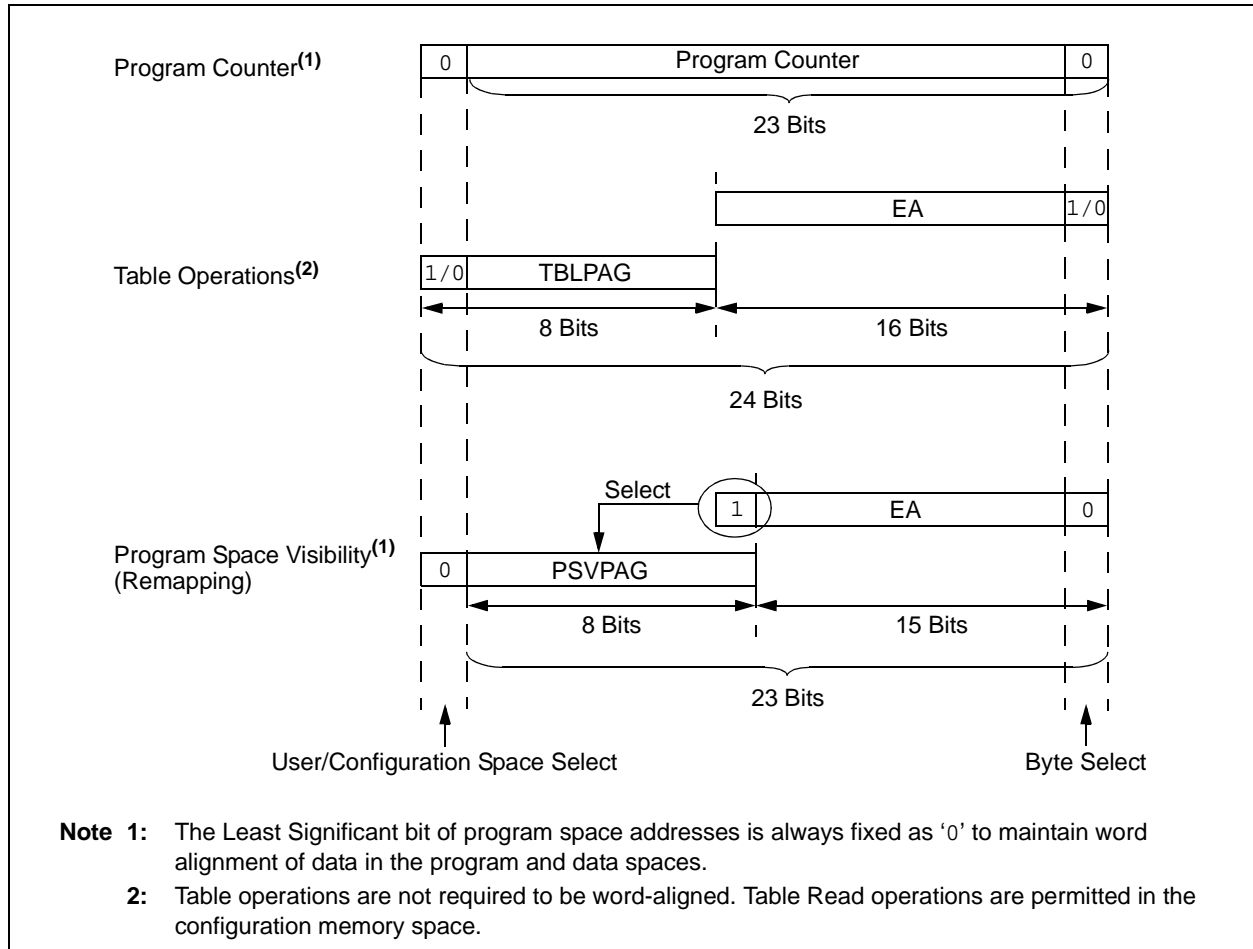 Program Counter(1)
0 Program Counter 0
23 Bits
EA 1/0
Table Operations(2)
1/0 TBLPAG
8 Bits 16 Bits
24 Bits
Select
1 EA 0
Program Space Visibility(1)
(Remapping)
0 PSVPAG
8 Bits 15 Bits
23 Bits
User/Configuration Space Select Byte Select
Note 1: The Least Significant bit of program space addresses is always fixed as ‘0’ to maintain word
alignment of data in the program and data spaces.
2: Table operations are not required to be word-aligned. Table Read operations are permitted in the
configuration memory space.